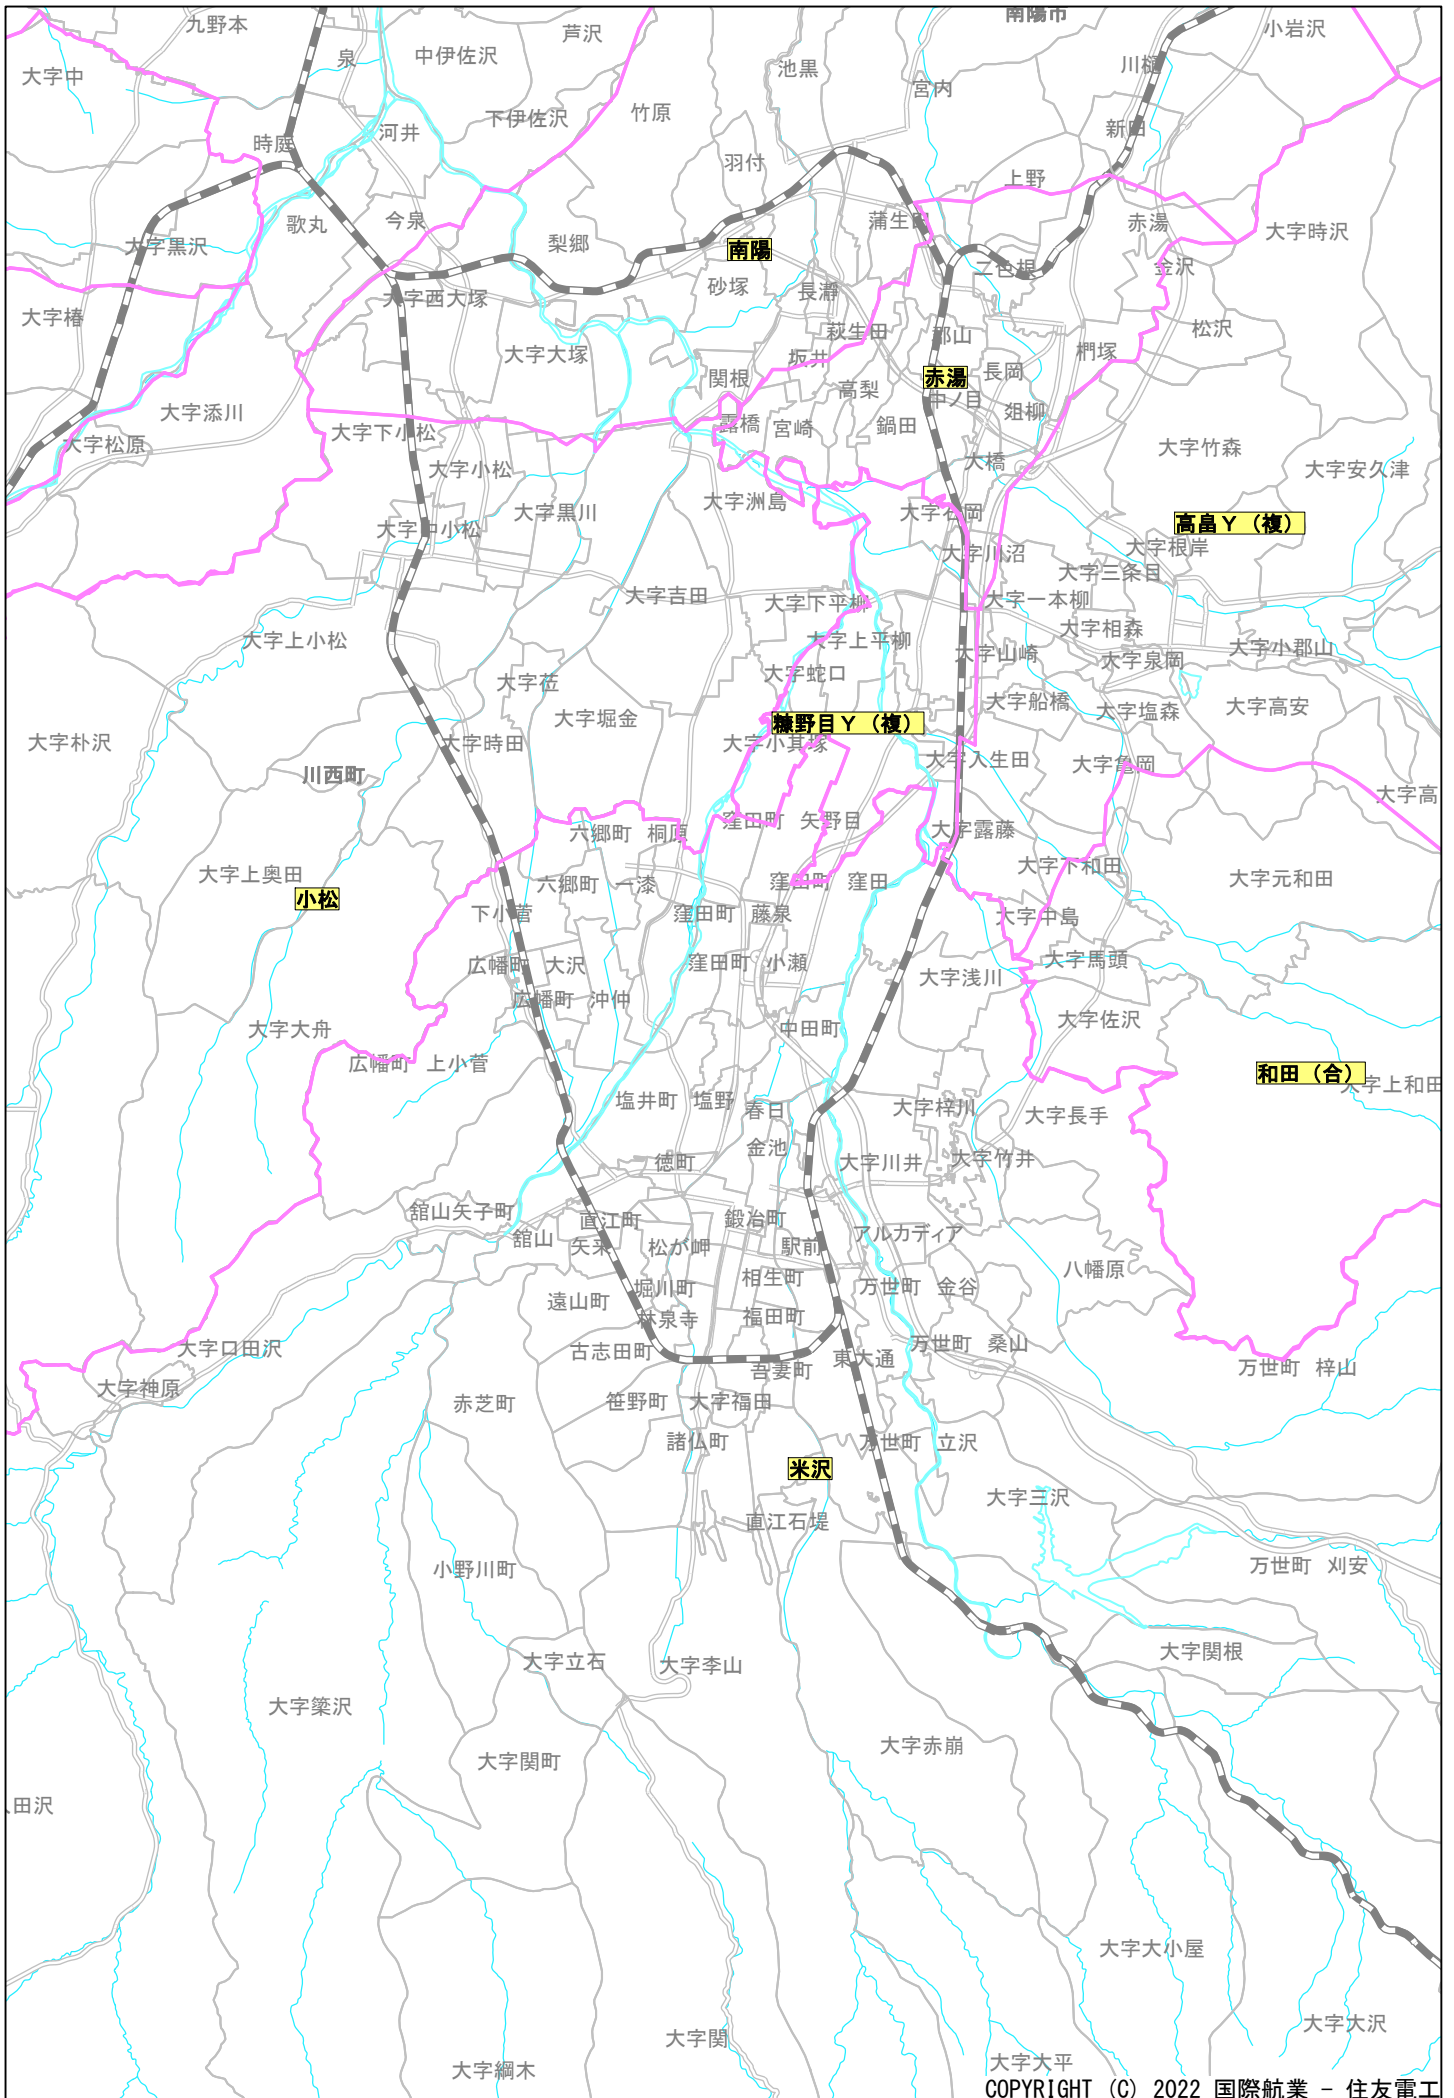 南陽市
九野本
小岩沢
芦沢
中伊佐沢
泉
川樋
池黒
大字中
宮内
竹原
下伊佐沢
新田
河井
時庭
羽付
上野
歌丸
今泉
蒲生田
赤湯
大字時沢
大字黒沢
梨郷
南陽
二色根
金沢
砂塚
長瀞
大字西大塚
大字椿
萩生田
郡山
松沢
椚塚
大字大塚
坂井
長岡
関根
赤湯
高梨
中ノ目
大字添川
俎柳
露橋
宮崎
鍋田
大字下小松
大字松原
大字竹森
大橋
大字小松
大字安久津
大字洲島
大字黒川
大字石岡
高畠Y（複）
大字中小松
大字根岸
大字川沼
大字三条目
大字吉田
大字下平柳
大字一本柳
大字相森
大字上小松
大字上平柳
大字小郡山
大字山崎
大字泉岡
大字蛇口
大字莅
大字船橋
大字高安
大字塩森
大字堀金
糠野目Y（複）
大字朴沢
大字時田
大字小其塚
大字入生田
大字亀岡
川西町
大字高
窪田町 矢野目
大字露藤
六郷町 桐原
大字下和田
大字上奥田
大字元和田
窪田町 窪田
六郷町 一漆
小松
下小菅
窪田町 藤泉
大字中島
大字馬頭
広幡町 大沢
窪田町 小瀬
大字浅川
広幡町 沖仲
大字佐沢
大字大舟
中田町
広幡町 上小菅
和田（合）
大字上和田
塩井町 塩野
春日
大字梓川
大字長手
金池
徳町
大字川井
大字竹井
舘山矢子町
直江町
鍛冶町
舘山
矢来
松が岬
駅前
アルカディア
八幡原
相生町
堀川町
万世町 金谷
遠山町
林泉寺
福田町
大字口田沢
古志田町
万世町 桑山
東大通
吾妻町
万世町 梓山
大字神原
赤芝町
笹野町
大字福田
諸仏町
万世町 立沢
米沢
大字三沢
直江石堤
小野川町
万世町 刈安
大字関根
大字立石
大字李山
大字簗沢
大字赤崩
大字関町
田沢
大字大小屋
大字大沢
大字関
大字大平
大字綱木
COPYRIGHT (C) 2022 国際航業 － 住友電工